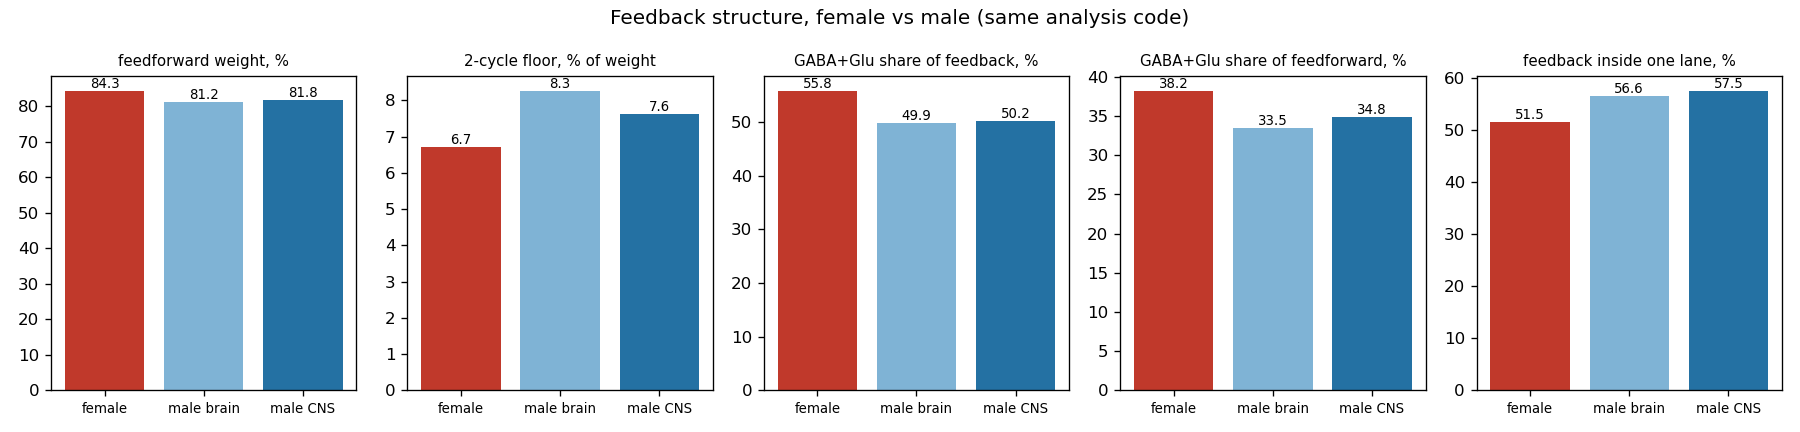 Feedback structure, female vs male (same analysis code)
feedforward weight, %
84.3
81.2
81.8
80
70
60
50
40
30
20
10
0
female
male brain
male CNS
2-cycle floor, % of weight
6.7
8.3
7.6
8
7
6
5
4
3
2
1
0
female
male brain
male CNS
GABA+Glu share of feedback, %
55.8
49.9
50.2
50
40
30
20
10
0
female
male brain
male CNS
GABA+Glu share of feedforward, %
38.2
33.5
34.8
40
35
30
25
20
15
10
5
0
female
male brain
male CNS
feedback inside one lane, %
51.5
56.6
57.5
60
50
40
30
20
10
0
female
male brain
male CNS